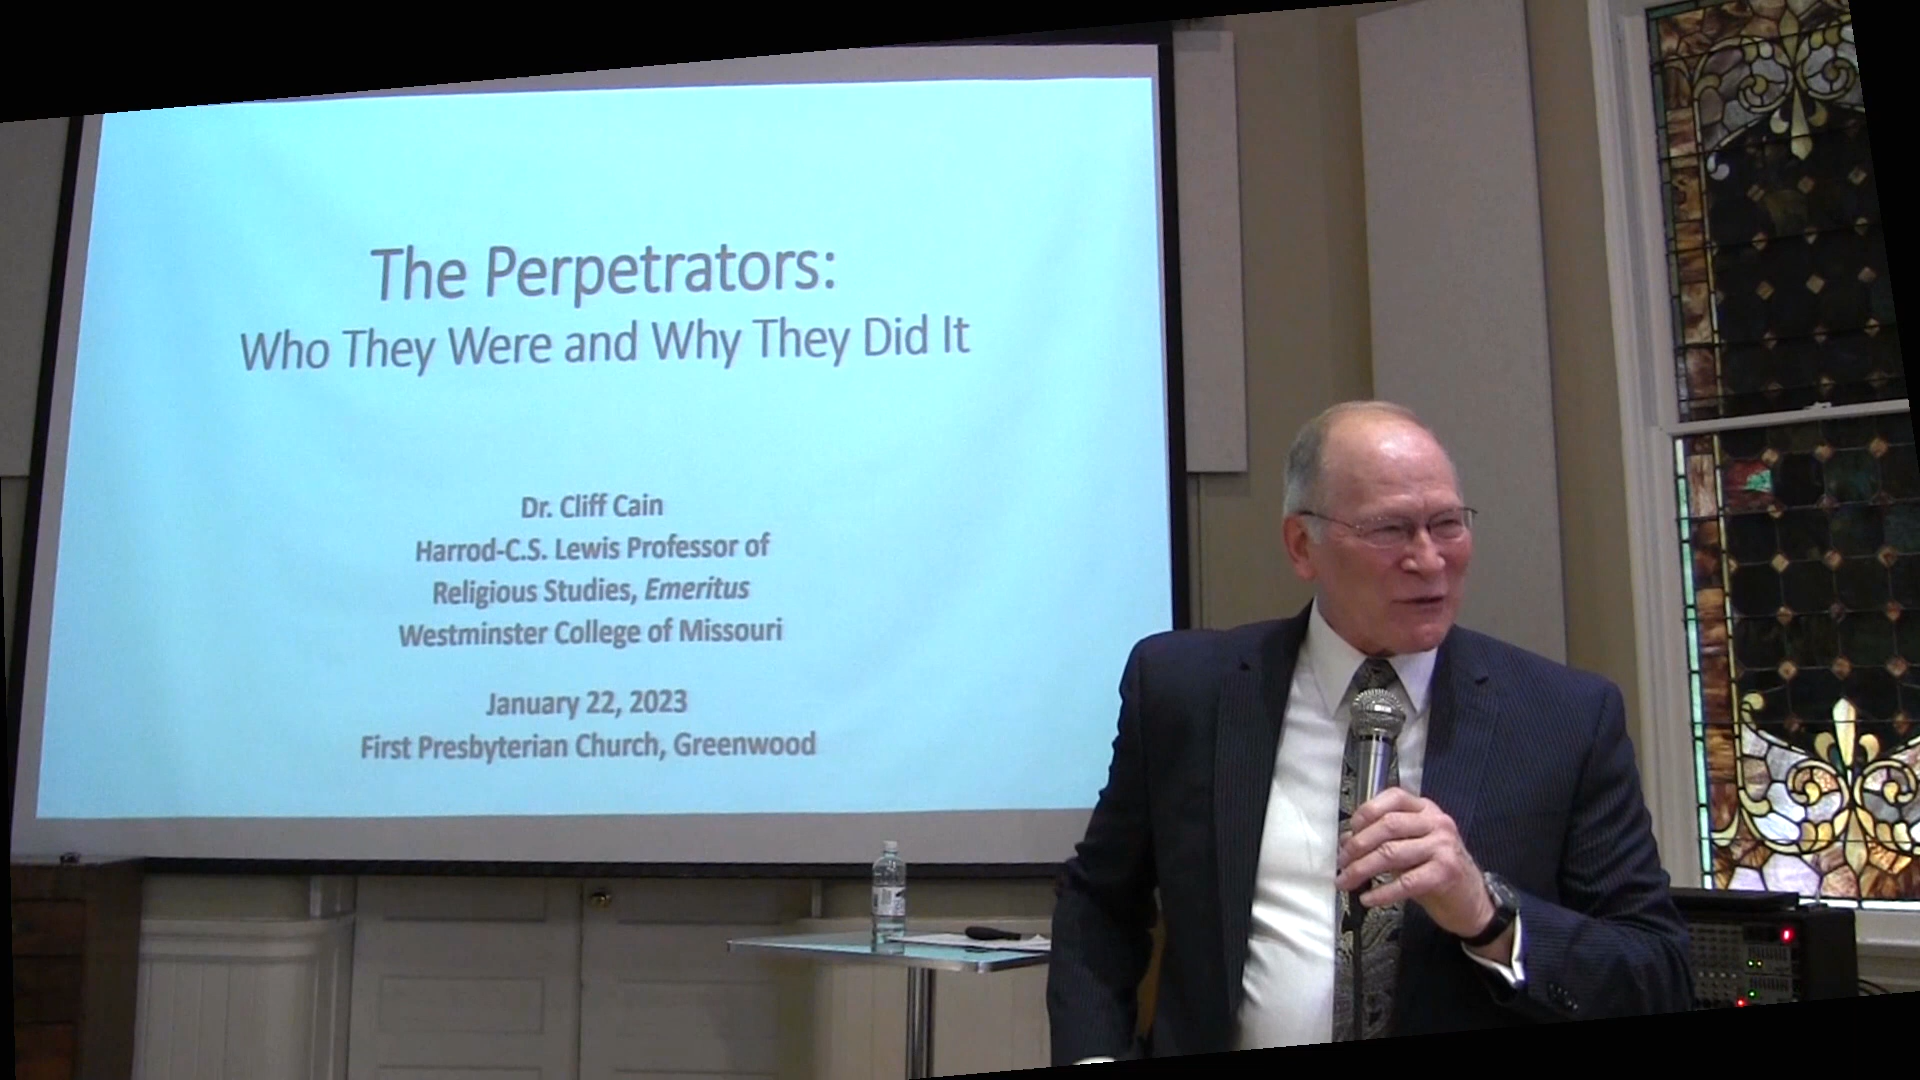 The Perpetrators:
Who They Were and Why They Did It
Dr. Cliff Cain
Harrod-C.S. Lewis Professor of
Religious Studies, Emeritus
Westminster College of Missouri
January 22, 2023
First Presbyterian Church, Greenwood